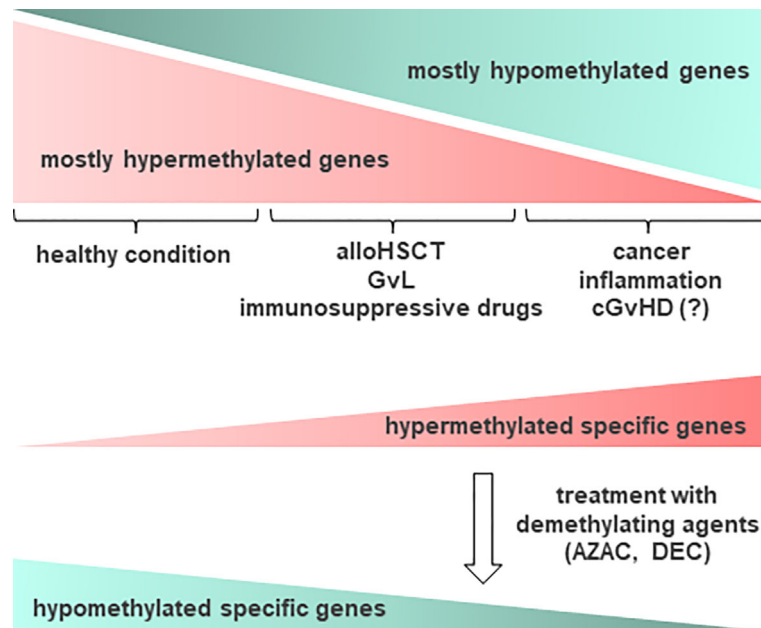 mostly hypomethylated genes
mostly hypermethylated genes
healthy condition
alloHSCT
GvL
immunosuppressive drugs
cancer
inflammation
cGvHD (?)
hypermethylated specific genes
treatment with
demethylating agents
(AZAC, DEC)
hypomethylated specific genes